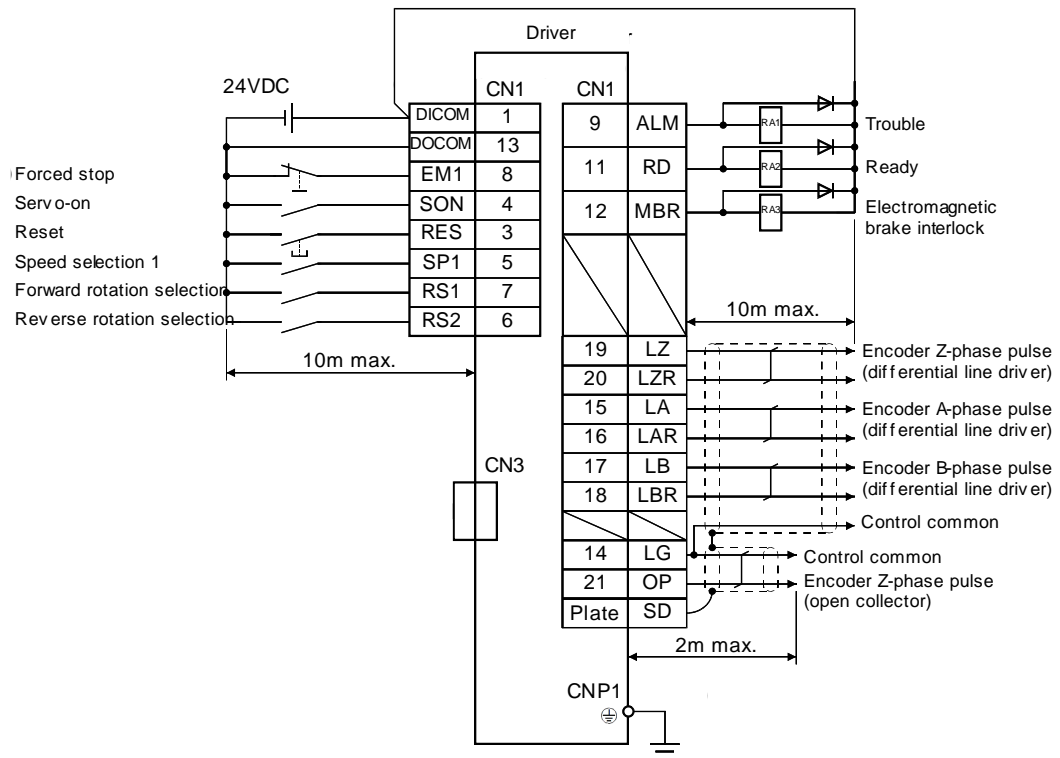 Driver
24VDC
CN1
CN1
DICOM 1
DOCOM 13
Forced stop EM1 8
Servo-on SON 4
Reset RES 3
Speed selection 1 SP1 5
Forward rotation selection RS1 7
Reverse rotation selection RS2 6
10m max.
9 ALM RA1 Trouble
11 RD RA2 Ready
12 MBR RA3 Electromagnetic
brake interlock
10m max.
19 LZ Encoder Z-phase pulse
20 LZR (differential line driver)
15 LA Encoder A-phase pulse
16 LAR (differential line driver)
17 LB Encoder B-phase pulse
18 LBR (differential line driver)
Control common
14 LG Control common
21 OP Encoder Z-phase pulse
(open collector)
Plate SD
2m max.
CN3
CNP1